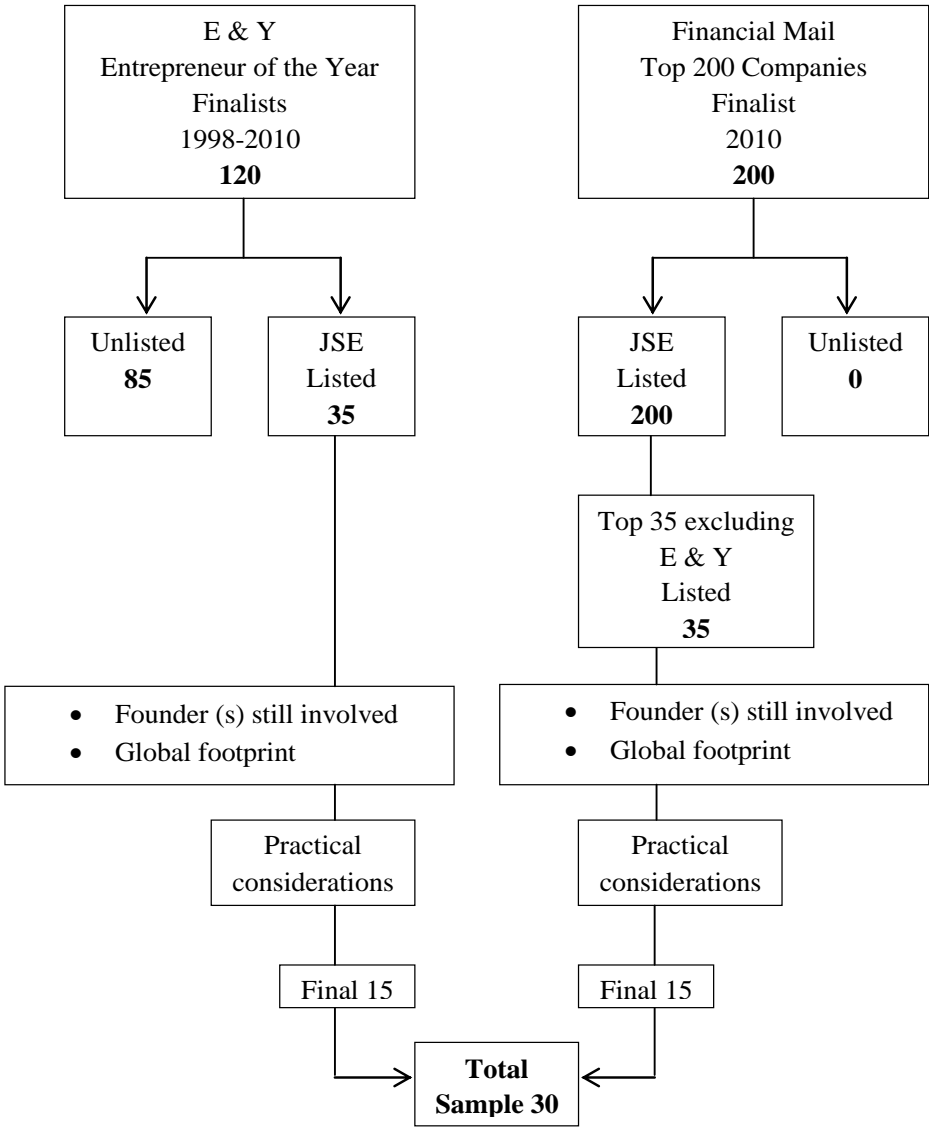 E & Y
Entrepreneur of the Year
Finalists
1998-2010
120
Financial Mail
Top 200 Companies
Finalist
2010
200
Unlisted
85
JSE
Listed
35
JSE
Listed
200
Unlisted
0
Top 35 excluding
E & Y
Listed
35
• Founder (s) still involved
• Global footprint
• Founder (s) still involved
• Global footprint
Practical
considerations
Practical
considerations
Final 15
Final 15
Total
Sample 30